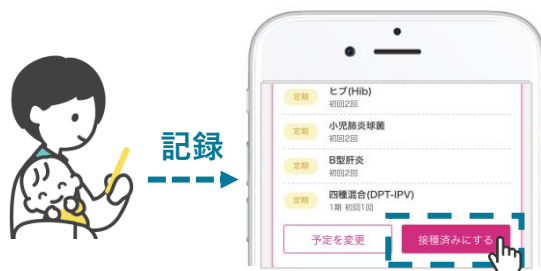 記録
定期
ヒブ(Hib)
初回2回
定期
小児肺炎球菌
初回2回
定期
B型肝炎
初回2回
定期
四種混合(DPT-IPV)
1期 初回1回
予定を変更
接種済みにする